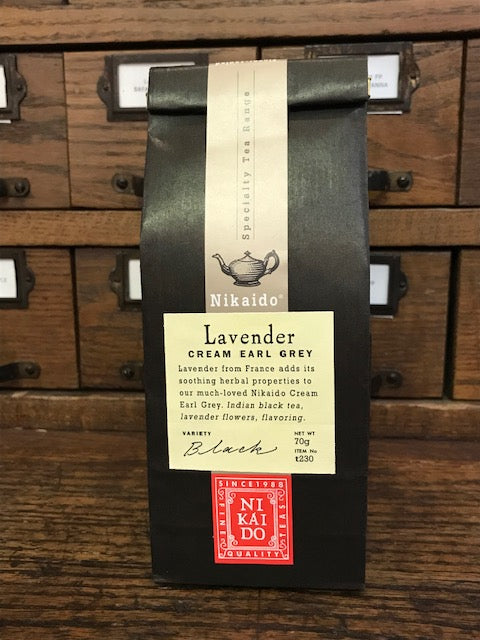 Specialty Tea Range
Nikaido®
Lavender
CREAM EARL GREY
Lavender from France adds its
soothing herbal properties to
our much-loved Nikaido Cream
Earl Grey. Indian black tea,
lavender flowers, flavoring.
VARIETY
Black
NET WT
70g
ITEM No
t230
SINCE 1988
FINE
NI
KAI
DO
TEAS
QUALITY